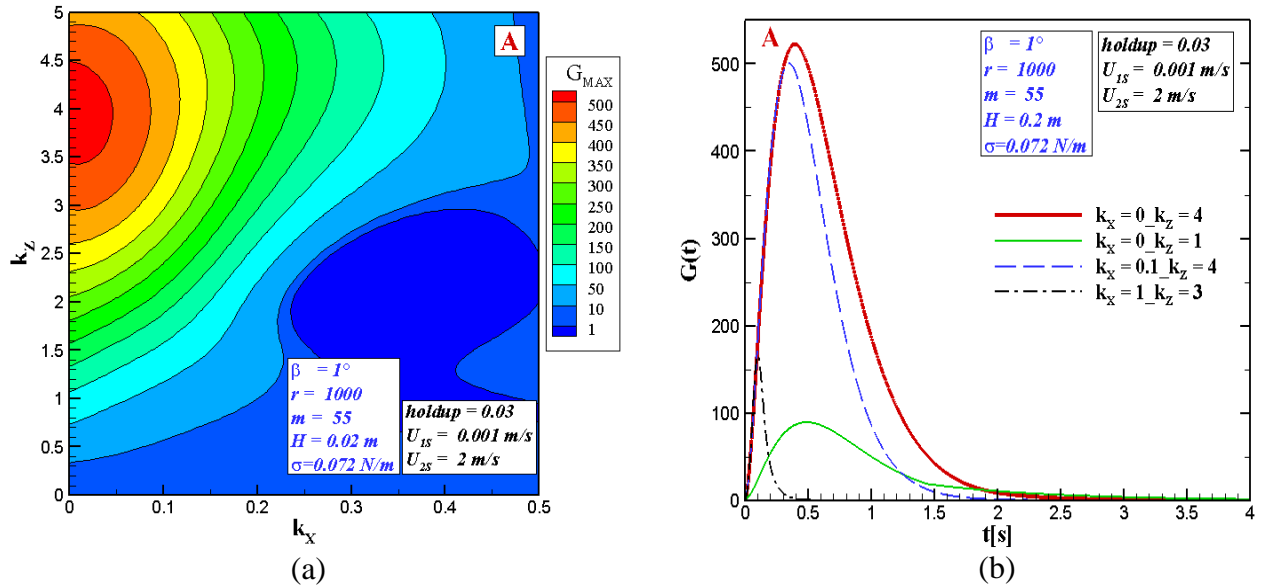 A
G_MAX
500
450
400
350
300
250
200
150
100
50
10
1
5
4.5
4
3.5
3
2.5
2
1.5
1
0.5
0
k_z
β = 1°
r = 1000
m = 55
H = 0.02 m
σ=0.072 N/m
holdup = 0.03
U_1S = 0.001 m/s
U_2S = 2 m/s
0 0.1 0.2 0.3 0.4 0.5
k_x
(a)
A
β = 1°
r = 1000
m = 55
H = 0.2 m
σ=0.072 N/m
holdup = 0.03
U_1S = 0.001 m/s
U_2S = 2 m/s
500
400
300
200
100
0
G(t)
k_x = 0_k_z = 4
k_x = 0_k_z = 1
k_x = 0.1_k_z = 4
k_x = 1_k_z = 3
0 0.5 1 1.5 2 2.5 3 3.5 4
t[s]
(b)